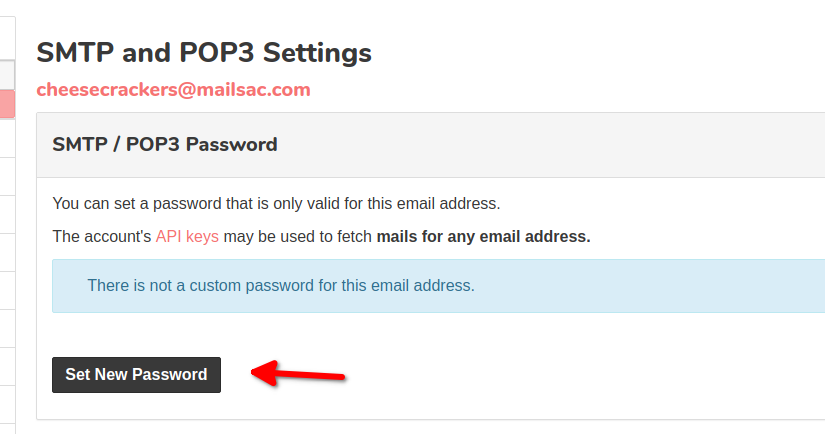 SMTP and POP3 Settings
cheesecrackers@mailsac.com
SMTP / POP3 Password
You can set a password that is only valid for this email address.
The account's API keys may be used to fetch mails for any email address.
There is not a custom password for this email address.
Set New Password